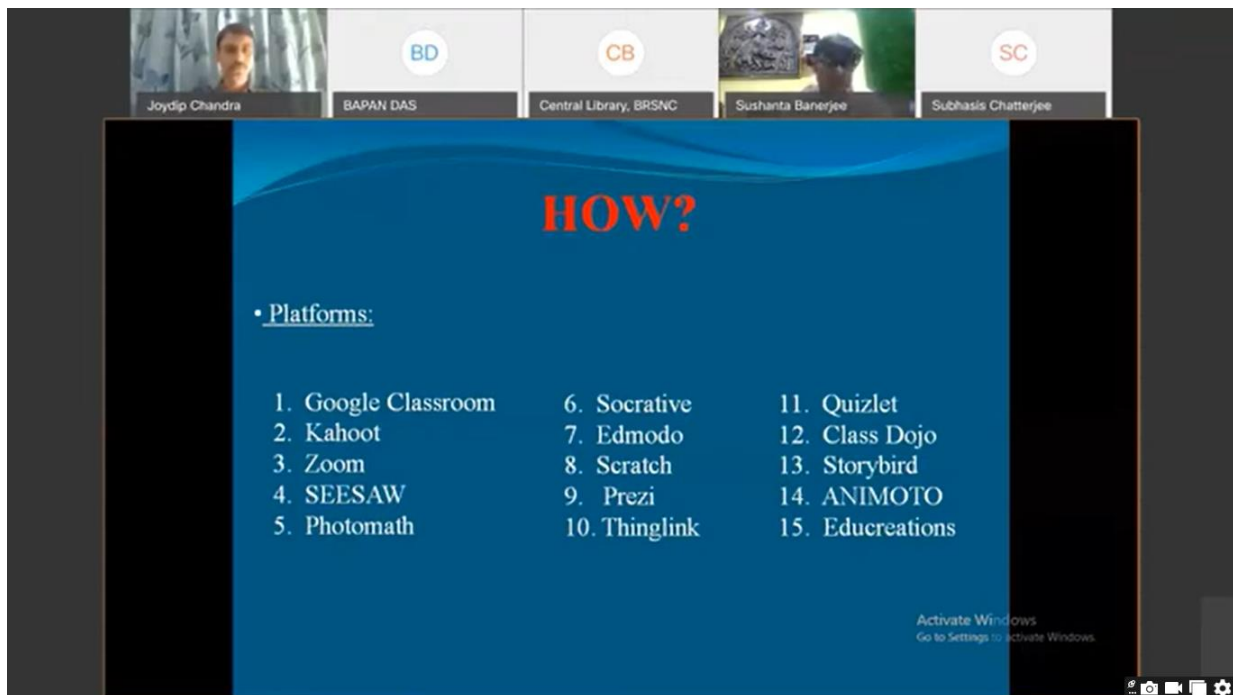 BD
CB
SC
Joydip Chandra
BAPAN DAS
Central Library, BRSNC
Sushanta Banerjee
Subhasis Chatterjee
HOW?
• Platforms:
1. Google Classroom
2. Kahoot
3. Zoom
4. SEESAW
5. Photomath
6. Socrative
7. Edmodo
8. Scratch
9. Prezi
10. Thinglink
11. Quizlet
12. Class Dojo
13. Storybird
14. ANIMOTO
15. Educreations
Activate Windows
Go to Settings to activate Windows.